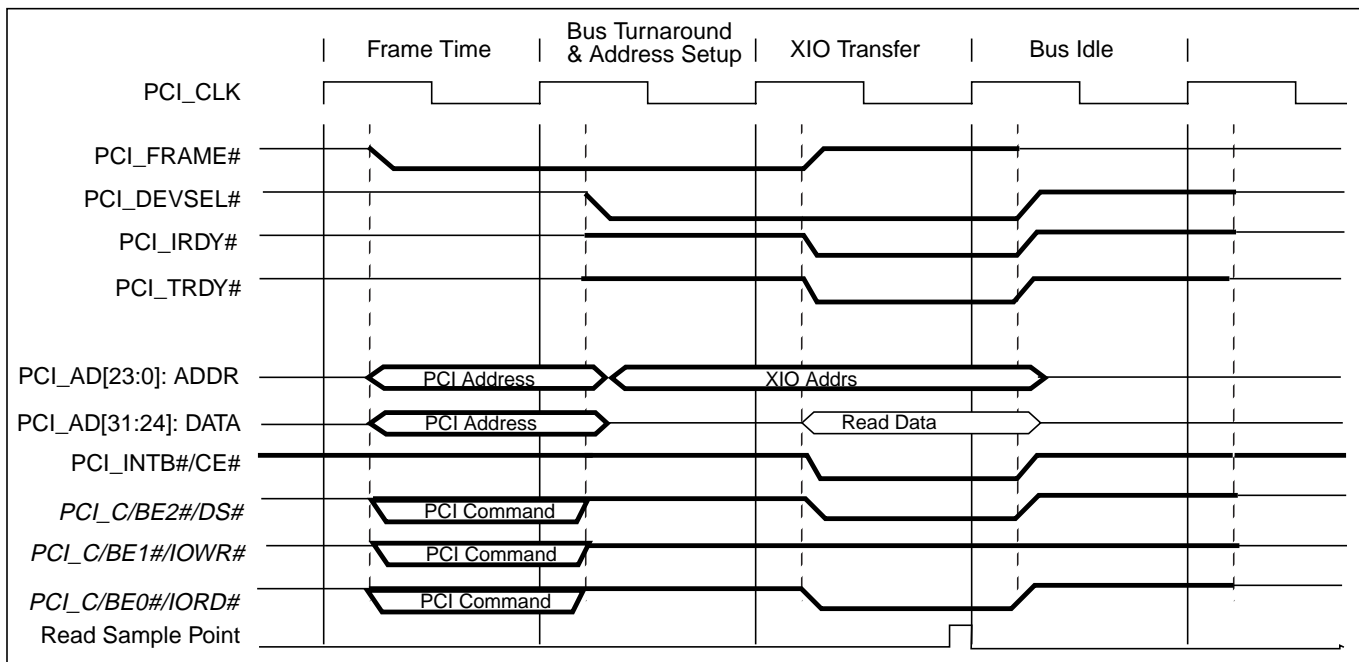 Frame Time
Bus Turnaround
& Address Setup
XIO Transfer
Bus Idle
PCI_CLK
PCI_FRAME#
PCI_DEVSEL#
PCI_IRDY#
PCI_TRDY#
PCI_AD[23:0]: ADDR
PCI Address
XIO Addrs
PCI_AD[31:24]: DATA
PCI Address
Read Data
PCI_INTB#/CE#
PCI_C/BE2#/DS#
PCI Command
PCI_C/BE1#/IOWR#
PCI Command
PCI_C/BE0#/IORD#
PCI Command
Read Sample Point